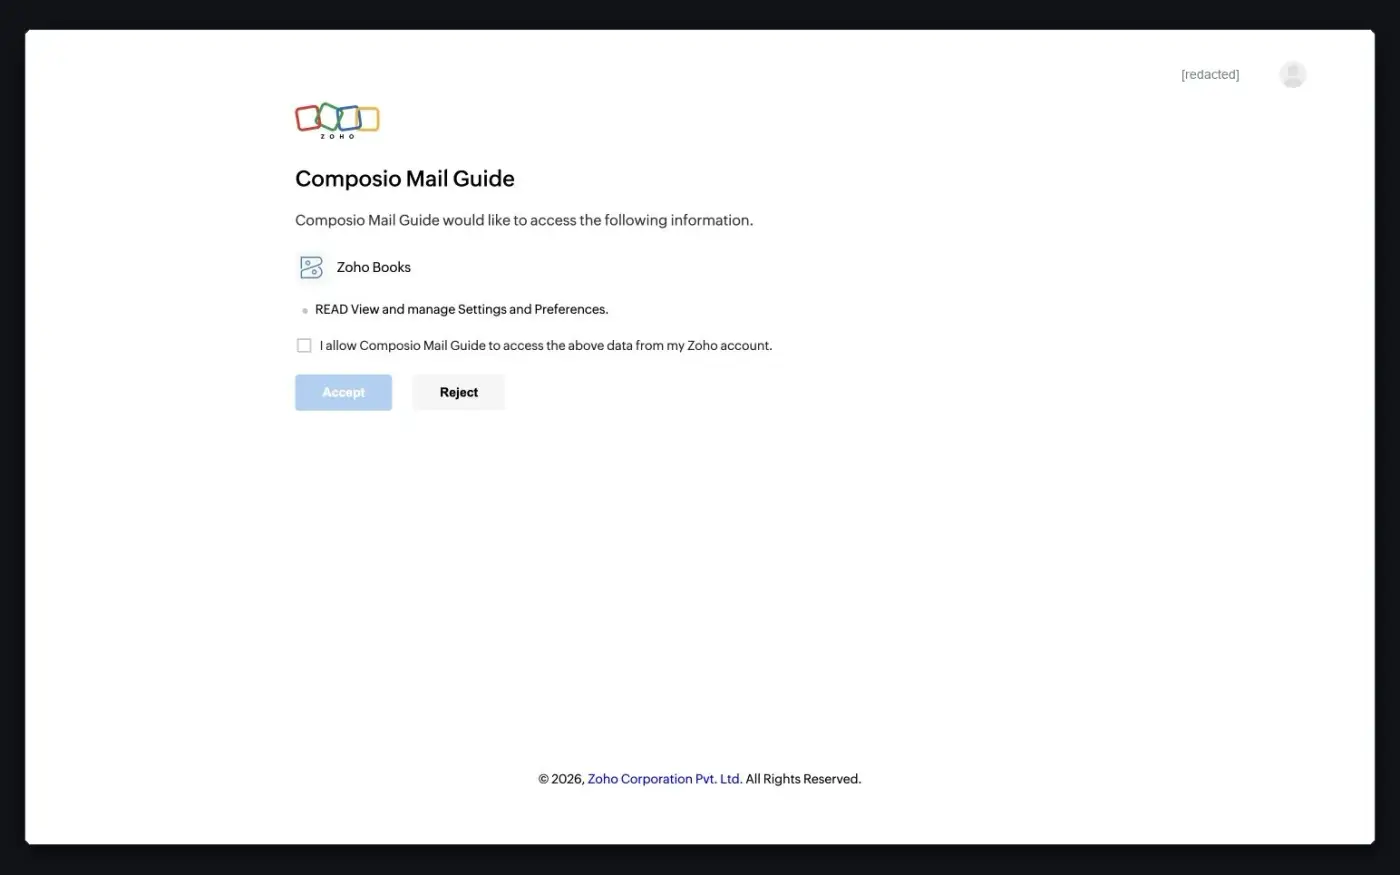 [redacted]
ZOHO
Composio Mail Guide
Composio Mail Guide would like to access the following information.
Zoho Books
READ View and manage Settings and Preferences.
I allow Composio Mail Guide to access the above data from my Zoho account.
Accept
Reject
© 2026, Zoho Corporation Pvt. Ltd. All Rights Reserved.